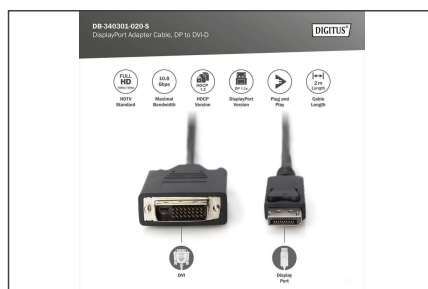 DB-340301-020-S
DisplayPort Adapter Cable, DP to DVI-D
DIGITUS®
FULL
HD
HDTV
Standard
10.8
Gbps
Maximal
Bandwidth
HDCP
1.3
HDCP
Version
DP 1.1a
DisplayPort
Version
Plug and
Play
2 m
Length
Cable
Length
DVI
Display
Port